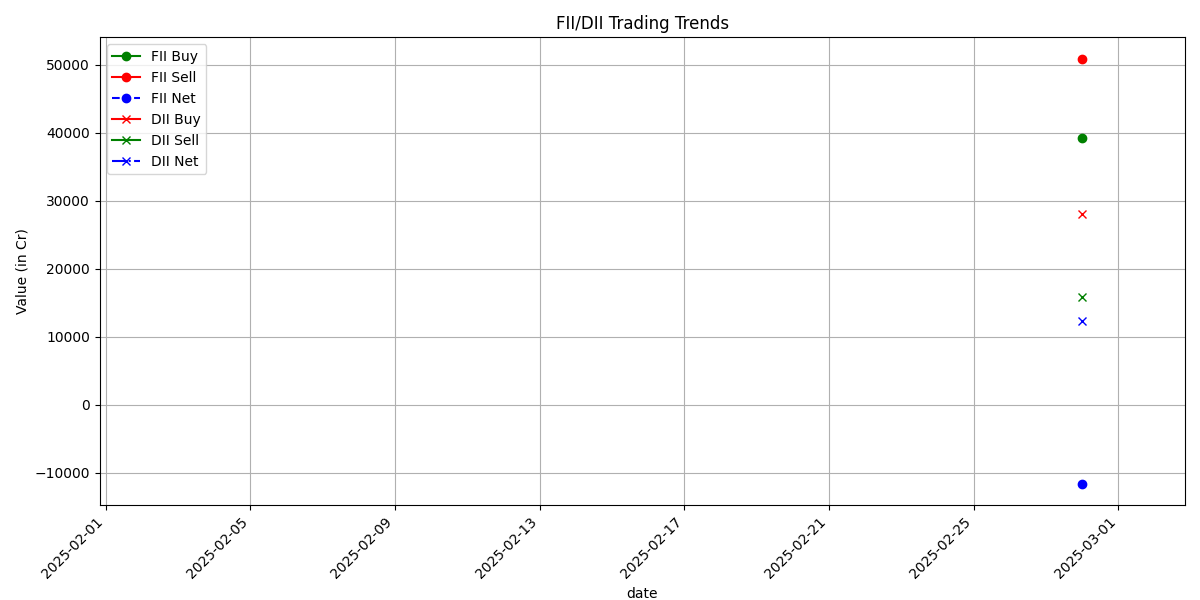 FII/DII Trading Trends
FII Buy
FII Sell
FII Net
DII Buy
DII Sell
DII Net
Value (in Cr)
50000
40000
30000
20000
10000
0
−10000
2025-02-01
2025-02-05
2025-02-09
2025-02-13
2025-02-17
2025-02-21
2025-02-25
2025-03-01
date